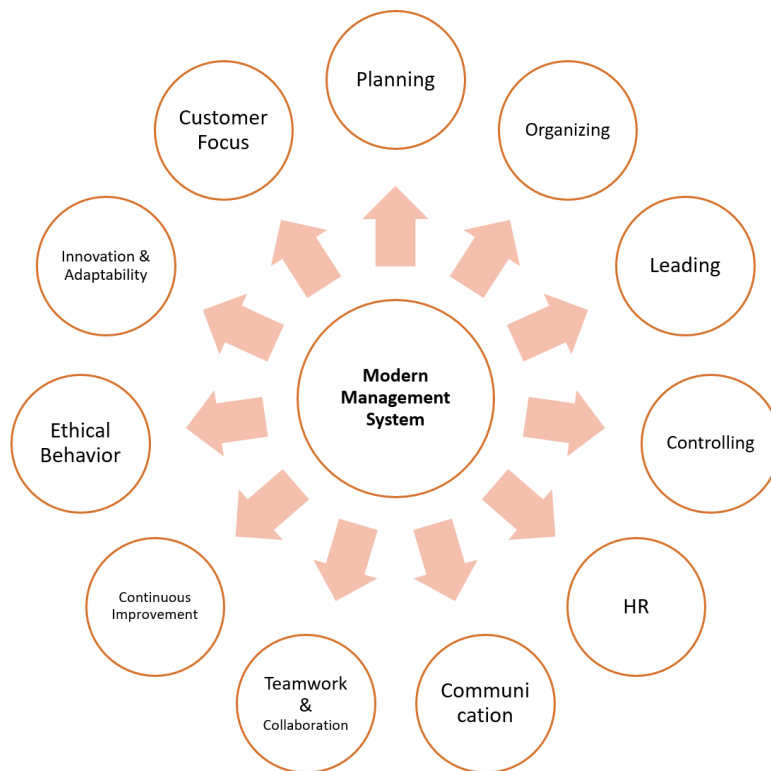 Planning
Organizing
Leading
Controlling
HR
Communi
cation
Teamwork
&
Collaboration
Continuous
Improvement
Ethical
Behavior
Innovation &
Adaptability
Customer
Focus
Modern
Management
System